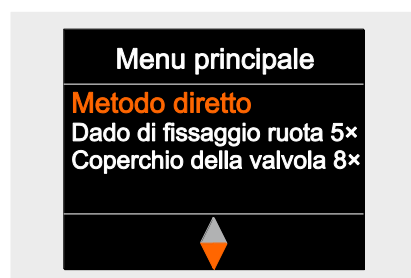 Menu principale
Metodo diretto
Dado di fissaggio ruota 5×
Coperchio della valvola 8×